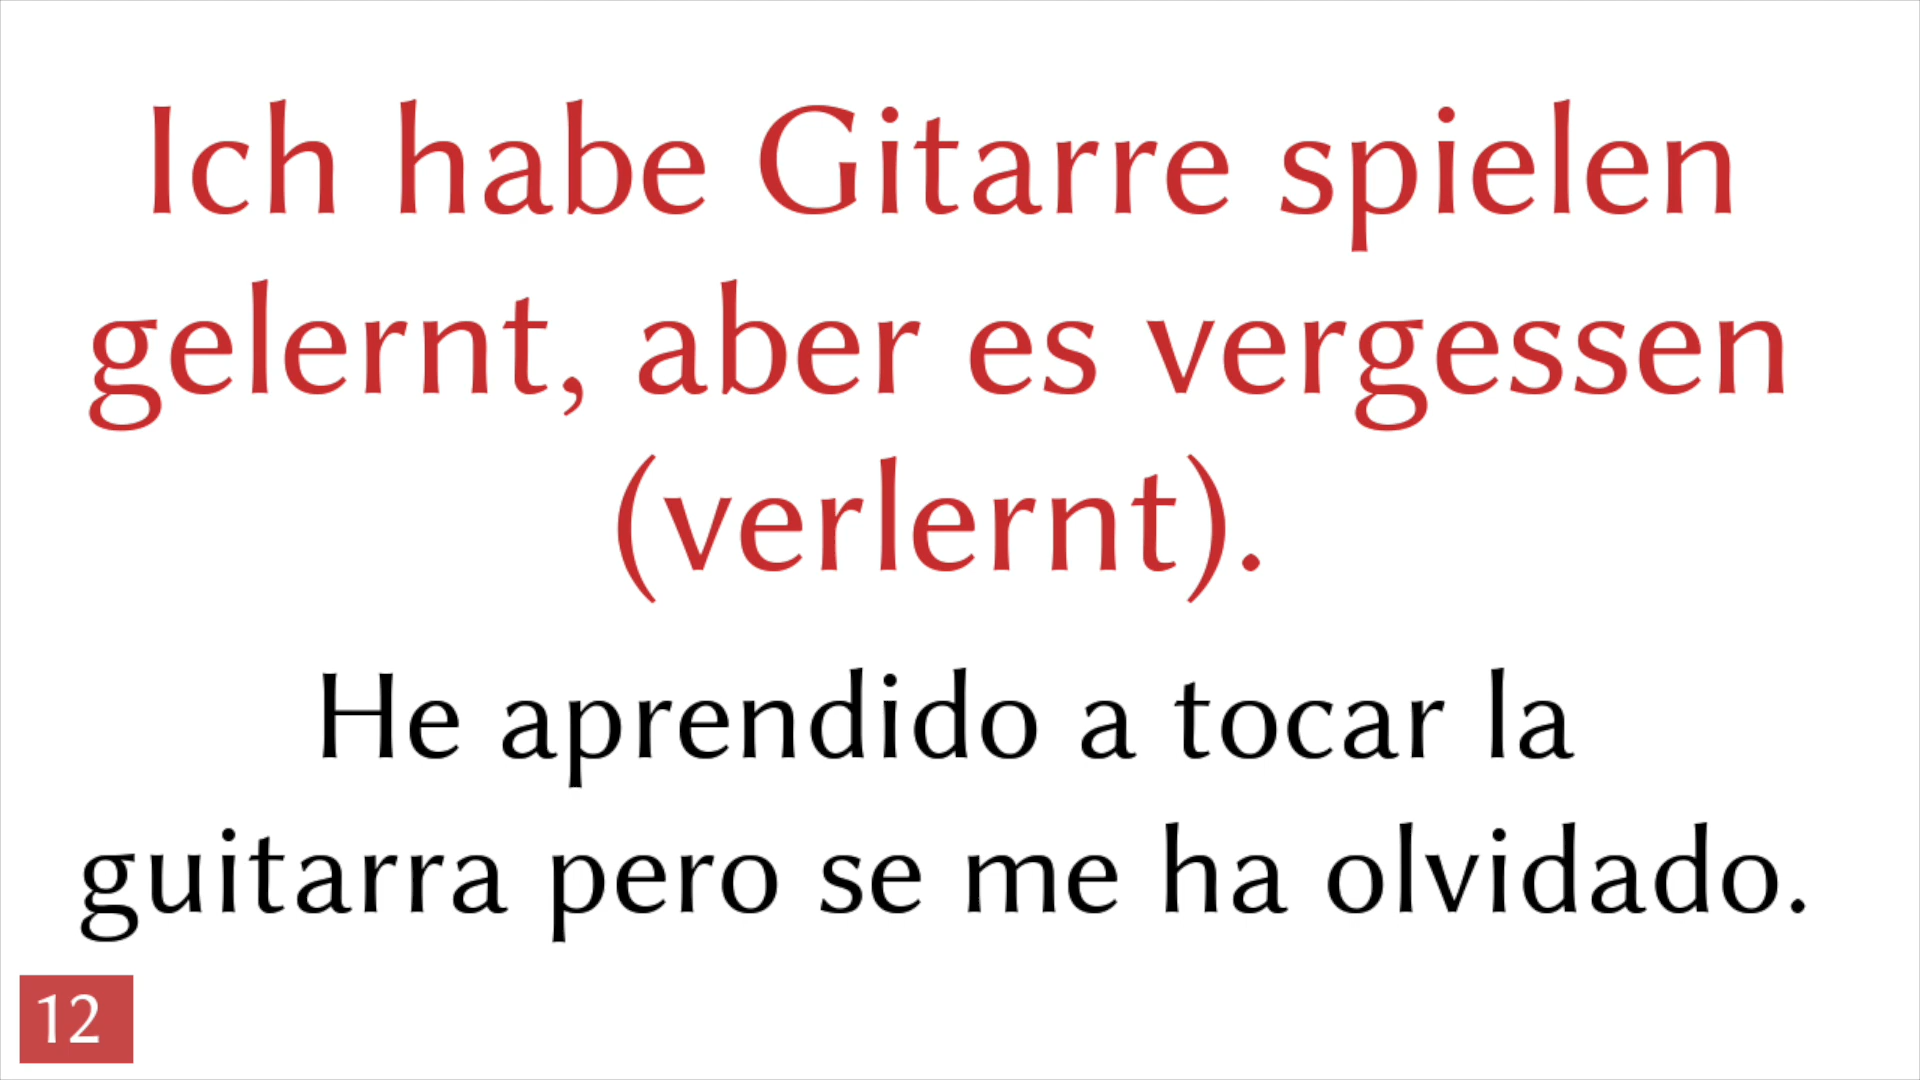 Ich habe Gitarre spielen
gelernt, aber es vergessen
(verlernt).
He aprendido a tocar la
guitarra pero se me ha olvidado.
12